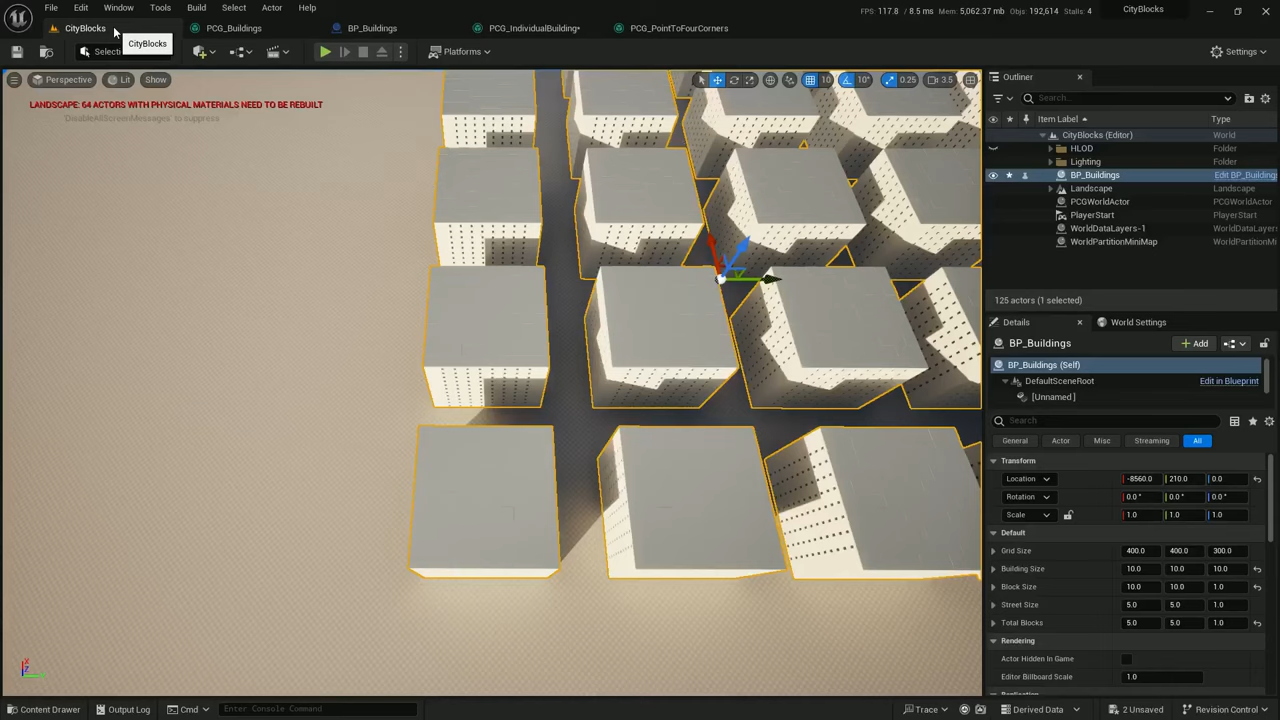 File Edit Window Tools Build Select Actor Help
FPS: 117.8 / 8.5 ms Mem: 5,062.37 mb Objs: 192,614 Stalls: 4
CityBlocks
CityBlocks
PCG_Buildings
BP_Buildings
PCG_IndividualBuilding*
PCG_PointToFourCorners
CityBlocks
Selecti
Platforms
Settings
Perspective
Lit
Show
10
10°
0.25
3.5
LANDSCAPE: 64 ACTORS WITH PHYSICAL MATERIALS NEED TO BE REBUILT
'DisableAllScreenMessages' to suppress
Outliner
Search...
Item Label
Type
CityBlocks (Editor) World
HLOD Folder
Lighting Folder
BP_Buildings Edit BP_Building
Landscape Landscape
PCGWorldActor PCGWorldActor
PlayerStart PlayerStart
WorldDataLayers-1 WorldDataLayer
WorldPartitionMiniMap WorldPartitionMi
125 actors (1 selected)
Details
World Settings
BP_Buildings
Add
BP_Buildings (Self)
DefaultSceneRoot Edit in Blueprint
[Unnamed ]
Search
General Actor Misc Streaming All
Transform
Location -8560.0 210.0 0.0
Rotation 0.0 ° 0.0 ° 0.0 °
Scale 1.0 1.0 1.0
Default
Grid Size 400.0 400.0 300.0
Building Size 10.0 10.0 10.0
Block Size 10.0 10.0 1.0
Street Size 5.0 5.0 1.0
Total Blocks 5.0 5.0 1.0
Rendering
Actor Hidden In Game
Editor Billboard Scale 1.0
Replication
X
Z
Content Drawer
Output Log
Cmd
Enter Console Command
Trace
Derived Data
2 Unsaved
Revision Control